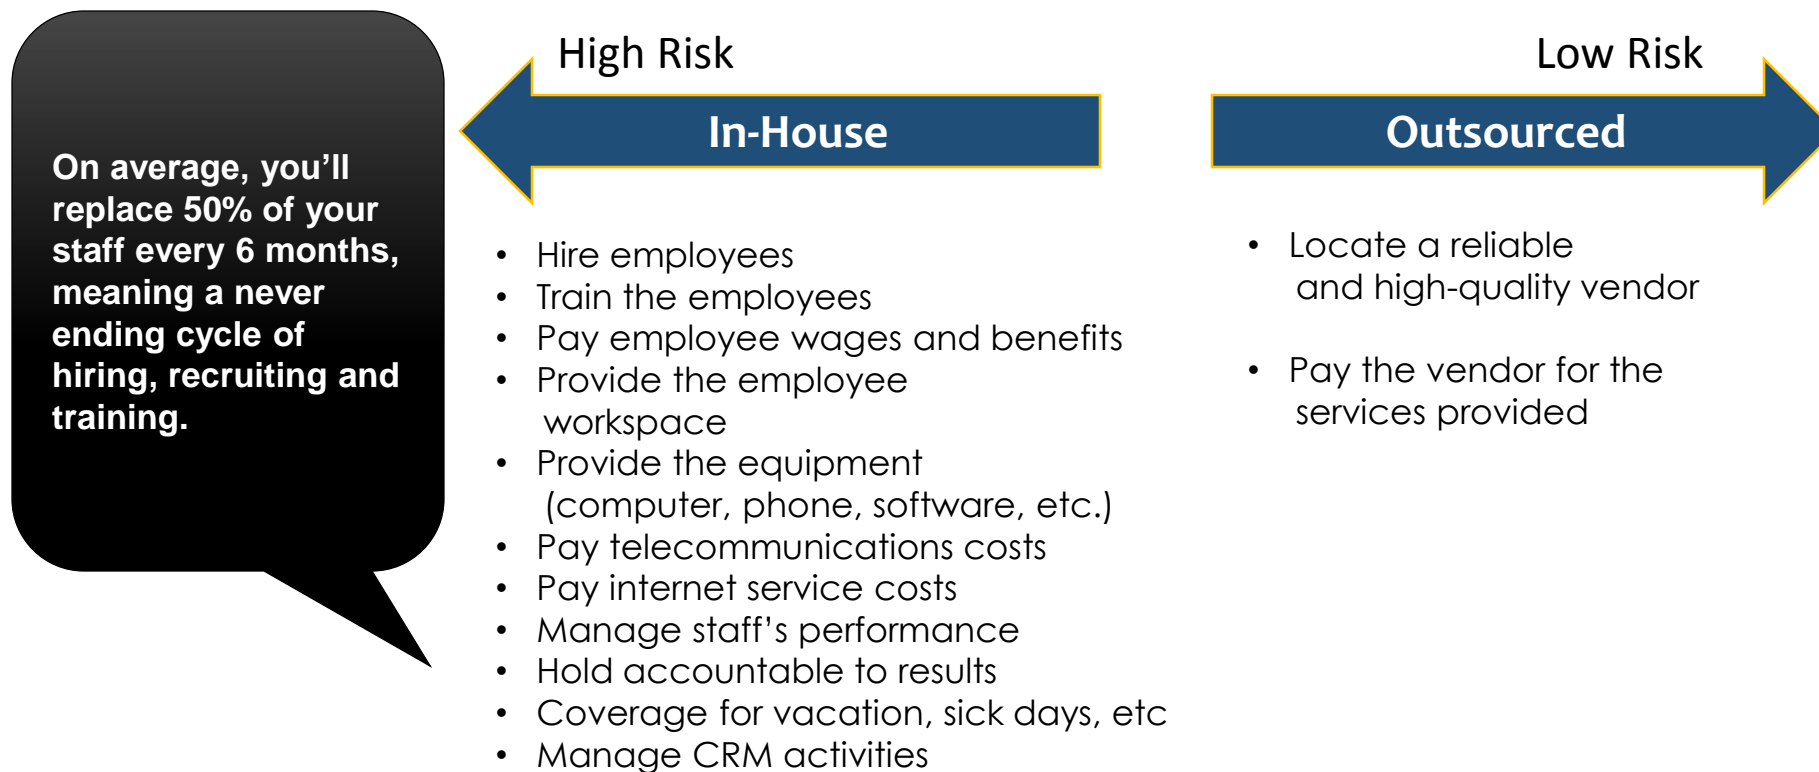 On average, you’ll
replace 50% of your
staff every 6 months,
meaning a never
ending cycle of
hiring, recruiting and
training.
High Risk
In-House
• Hire employees
• Train the employees
• Pay employee wages and benefits
• Provide the employee
workspace
• Provide the equipment
(computer, phone, software, etc.)
• Pay telecommunications costs
• Pay internet service costs
• Manage staff’s performance
• Hold accountable to results
• Coverage for vacation, sick days, etc
• Manage CRM activities
Low Risk
Outsourced
• Locate a reliable
and high-quality vendor
• Pay the vendor for the
services provided